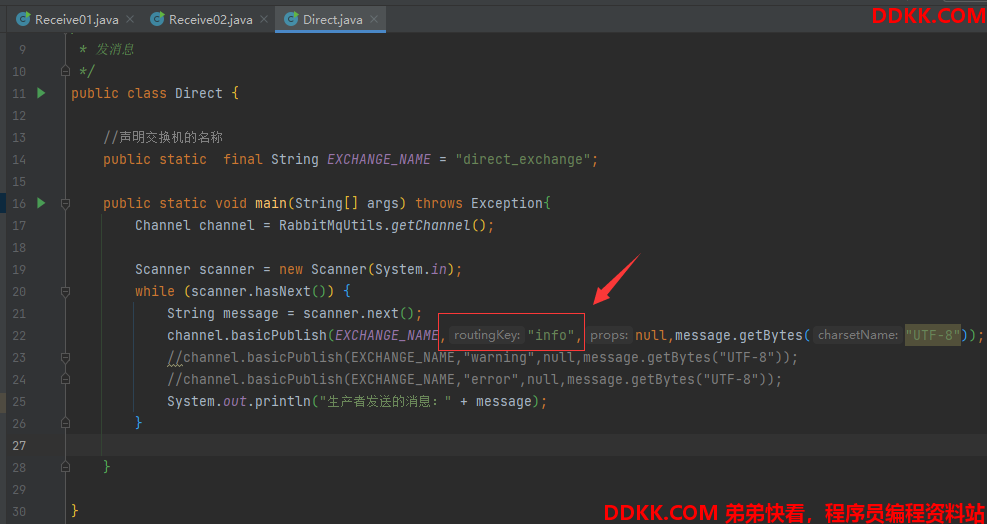 Receive01.java × Receive02.java × Direct.java ×
DDKK.COM
9 * 发消息
10 */
11 public class Direct {
12
13 //声明交换机的名称
14 public static  final String EXCHANGE_NAME = "direct_exchange";
15
16 public static void main(String[] args) throws Exception{
17 Channel channel = RabbitMqUtils.getChannel();
18
19 Scanner scanner = new Scanner(System.in);
20 while (scanner.hasNext()) {
21 String message = scanner.next();
22 channel.basicPublish(EXCHANGE_NAME, routingKey: "info", props: null,message.getBytes( charsetName: "UTF-8"));
23 //channel.basicPublish(EXCHANGE_NAME,"warning",null,message.getBytes("UTF-8"));
24 //channel.basicPublish(EXCHANGE_NAME,"error",null,message.getBytes("UTF-8"));
25 System.out.println("生产者发送的消息：" + message);
26 }
27
28 }
29
30 }
DDKK.COM 弟弟快看，程序员编程资料站